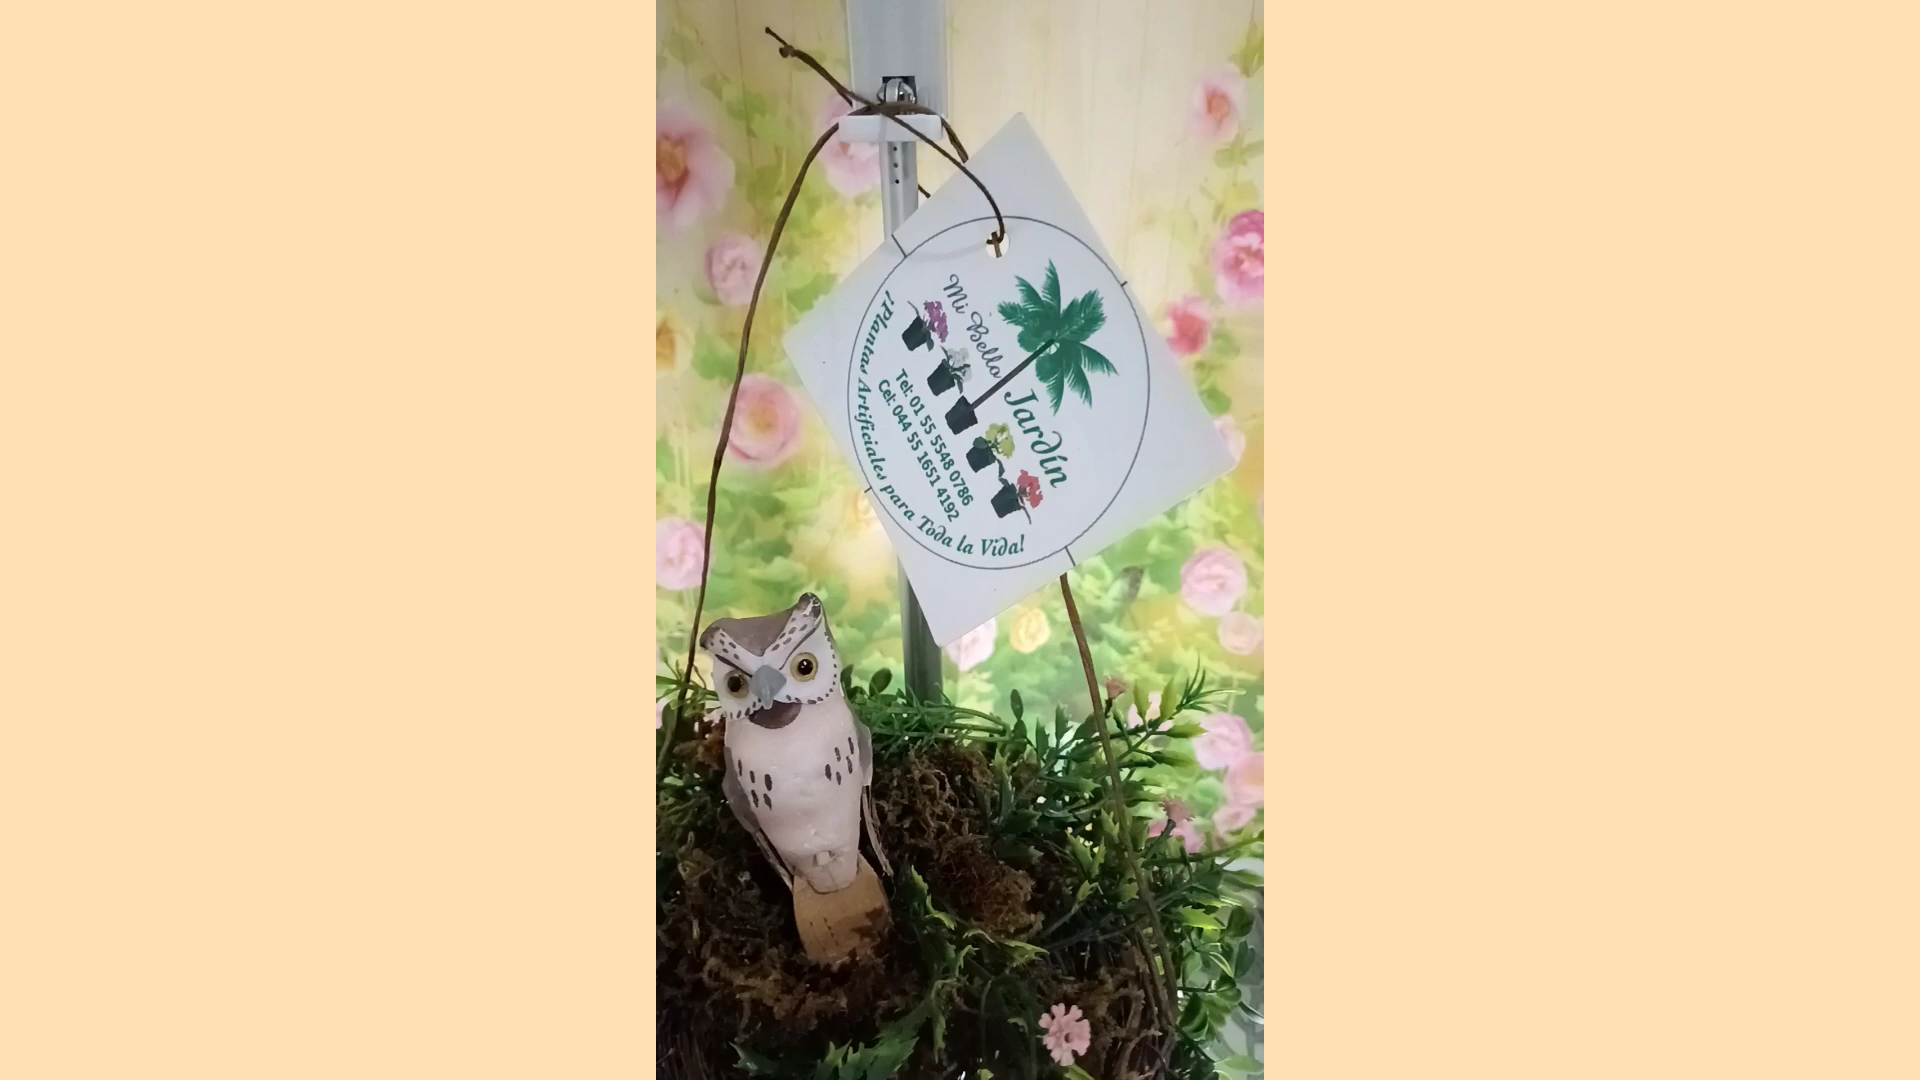 Mi Bello
Jardín
Tel: 01 55 5548 0786
Cel: 044 55 1651 4192
¡Plantas Artificiales para Toda la Vida!